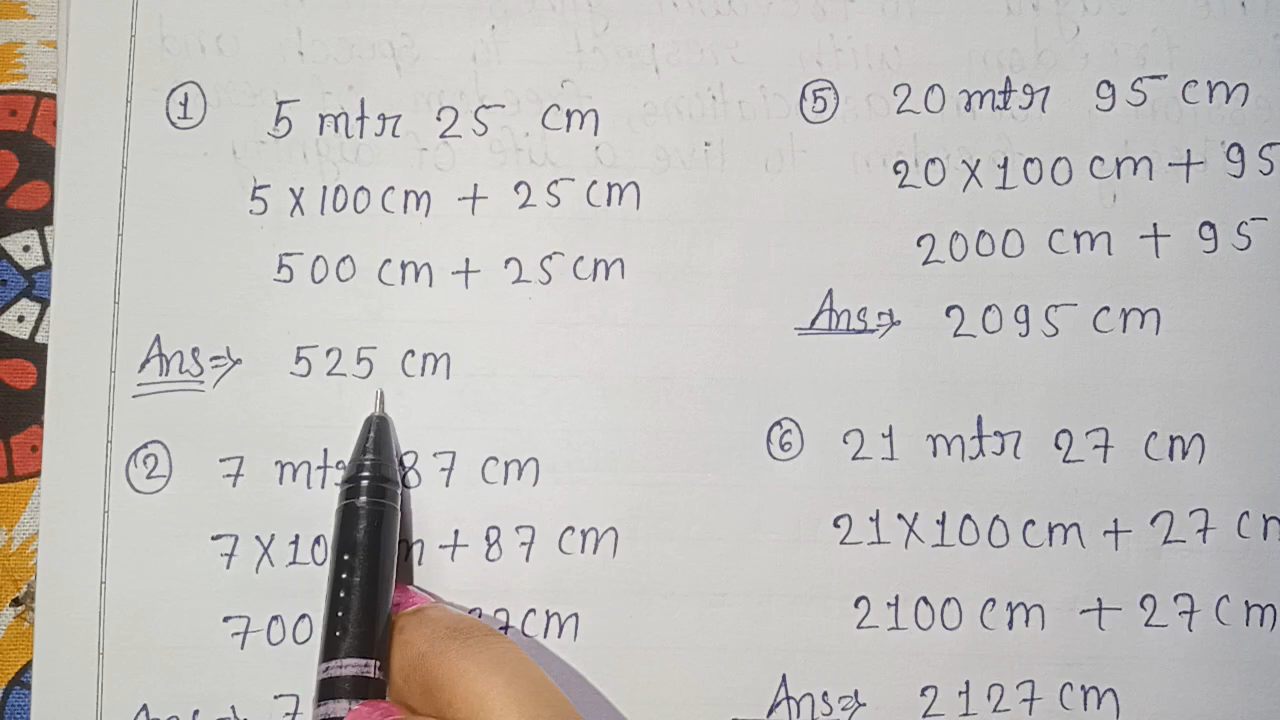 ① 5 mtr 25 cm
5 × 100 cm + 25 cm
500 cm + 25 cm
Ans ⇒ 525 cm
② 7 mtr 87 cm
7 × 10 + 87 cm
700 cm
Ans ⇒ 7
⑤ 20 mtr 95 cm
20 × 100 cm + 95
2000 cm + 95
Ans ⇒ 2095 cm
⑥ 21 mtr 27 cm
21 × 100 cm + 27 cm
2100 cm + 27 cm
Ans ⇒ 2127 cm